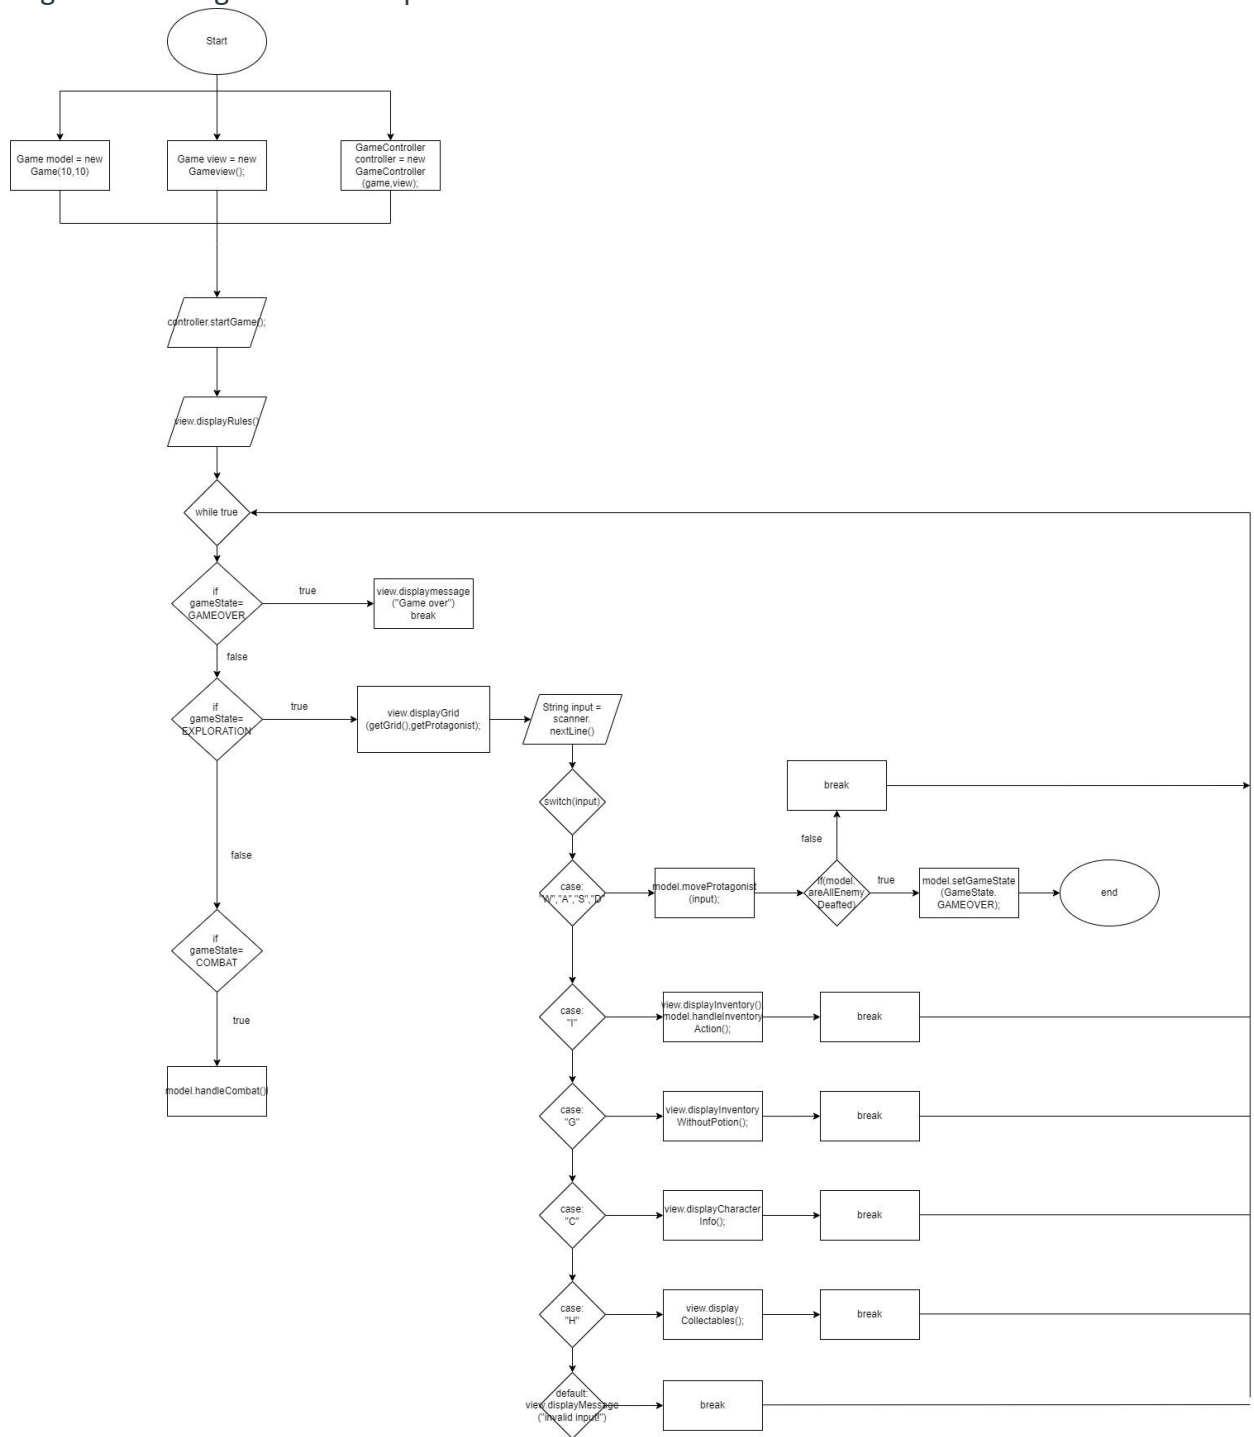 Start
Game model = new
Game(10,10)
Game view = new
Gameview();
GameController
controller = new
GameController
(game,view);
controller.startGame();
view.displayRules()
while true
if
gameState=
GAMEOVER
true
view.displaymessage
("Game over")
break
false
if
gameState=
EXPLORATION
true
view.displayGrid
(getGrid(),getProtagonist);
String input =
scanner.
nextLine()
switch(input)
break
false
false
case:
"W","A","S","D"
model.moveProtagonist
(input);
if(model.
areAllEnemy
Deafted)
true
model.setGameState
(GameState.
GAMEOVER);
end
if
gameState=
COMBAT
true
model.handleCombat()
case:
"I"
view.displayInventory()
model.handleInventory
Action();
break
case:
"G"
view.displayInventory
WithoutPotion();
break
case:
"C"
view.displayCharacter
Info();
break
case:
"H"
view.display
Collectables();
break
default:
view.displayMessage
("Invalid input!")
break